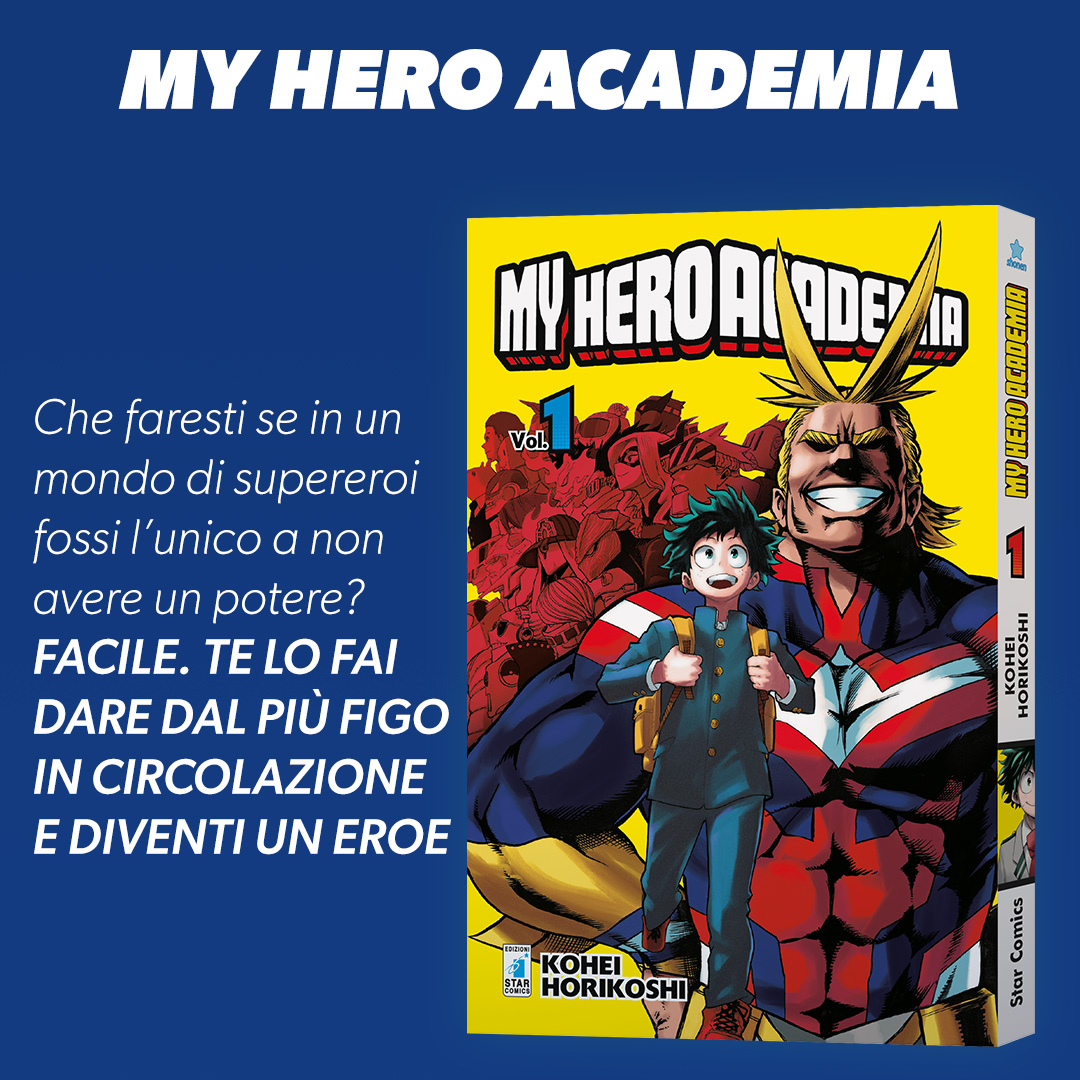 MY HERO ACADEMIA
Che faresti se in un
mondo di supereroi
fossi l'unico a non
avere un potere?
FACILE. TE LO FAI
DARE DAL PIÙ FIGO
IN CIRCOLAZIONE
E DIVENTI UN EROE
MY HERO ACADEMIA
Vol. 1
EDIZIONI
STAR
COMICS
KOHEI
HORIKOSHI
shonen
MY HERO ACADEMIA
1
KOHEI
HORIKOSHI
Star Comics